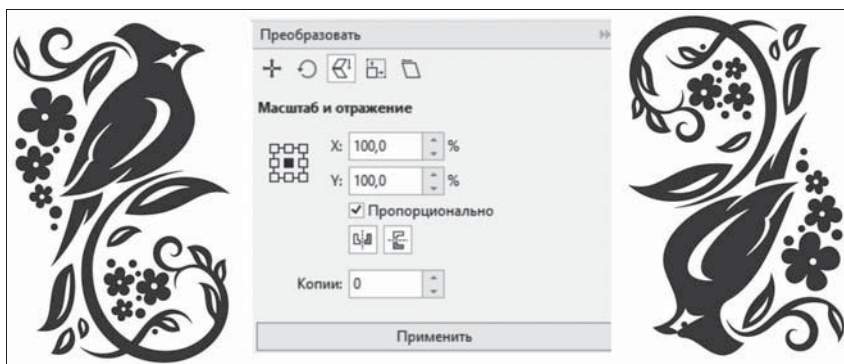 Преобразовать
Масштаб и отражение
X: 100,0 %
Y: 100,0 %
Пропорционально
Копии: 0
Применить